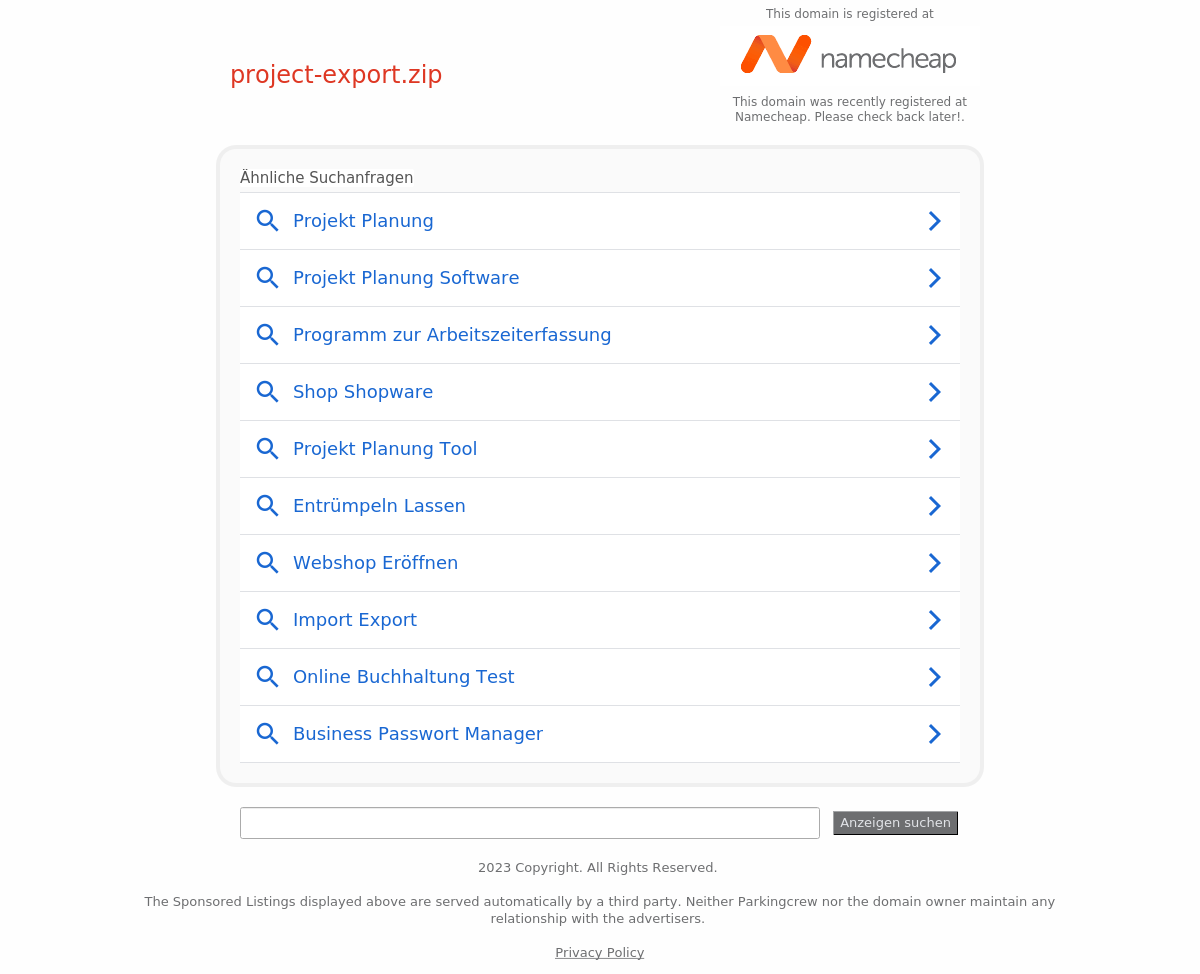 This domain is registered at
namecheap
project-export.zip
This domain was recently registered at
Namecheap. Please check back later!.
Ähnliche Suchanfragen
Projekt Planung
Projekt Planung Software
Programm zur Arbeitszeiterfassung
Shop Shopware
Projekt Planung Tool
Entrümpeln Lassen
Webshop Eröffnen
Import Export
Online Buchhaltung Test
Business Passwort Manager
Anzeigen suchen
2023 Copyright. All Rights Reserved.
The Sponsored Listings displayed above are served automatically by a third party. Neither Parkingcrew nor the domain owner maintain any
relationship with the advertisers.
Privacy Policy